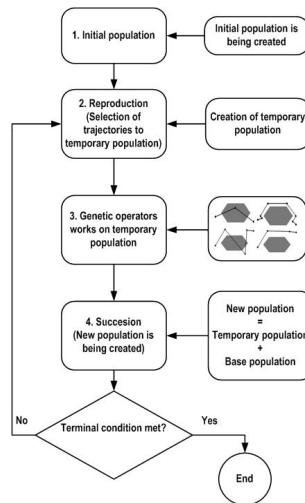 1. Initial population
Initial population is
being created
2. Reproduction
(Selection of
trajectories to
temporary population)
Creation of temporary
population
3. Genetic operators
works on temporary
population
4. Succesion
(New population is
being created)
New population
=
Temporary population
+
Base population
No
Terminal condition met?
Yes
End